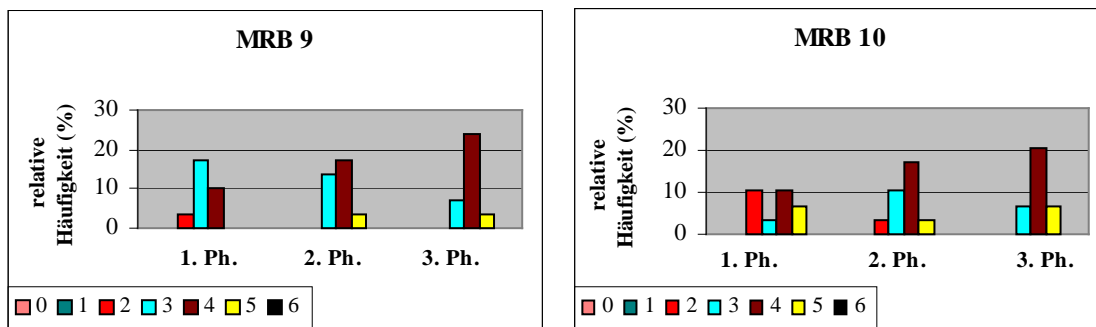 MRB 9
relative
Häufigkeit (%)
30
20
10
0
1. Ph. 2. Ph. 3. Ph.
0 1 2 3 4 5 6
MRB 10
relative
Häufigkeit (%)
30
20
10
0
1. Ph. 2. Ph. 3. Ph.
0 1 2 3 4 5 6